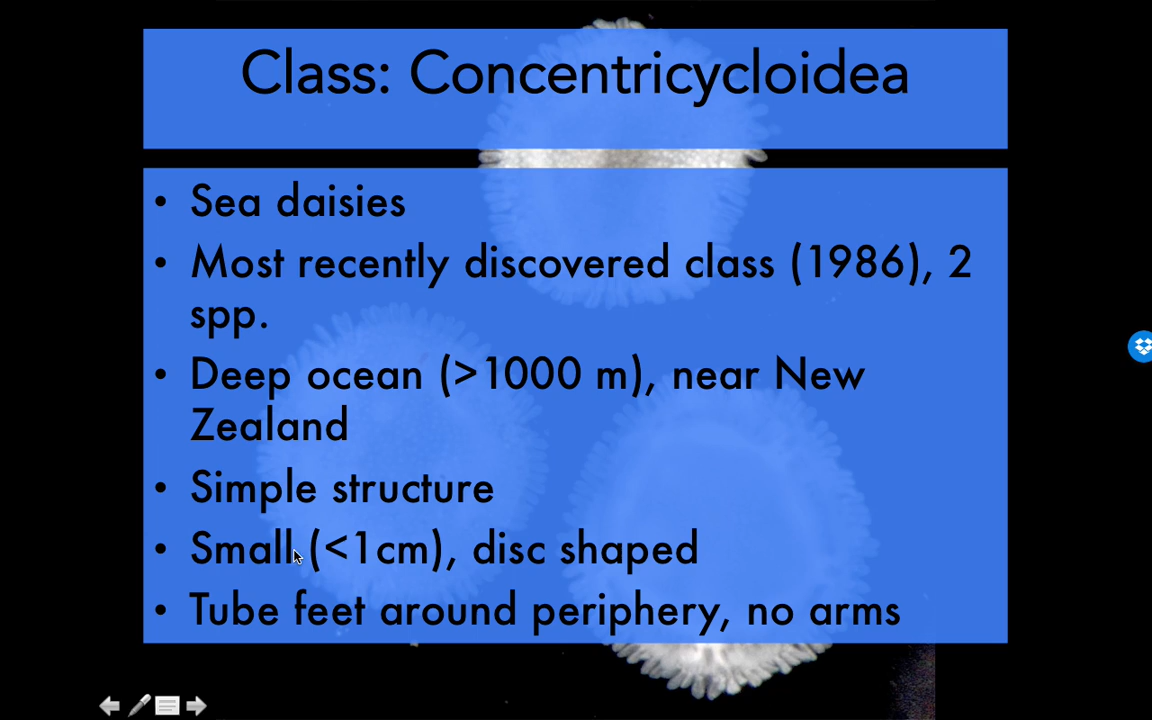 Class: Concentricycloidea
• Sea daisies
• Most recently discovered class (1986), 2
spp.
• Deep ocean (>1000 m), near New
Zealand
• Simple structure
• Small (<1cm), disc shaped
• Tube feet around periphery, no arms